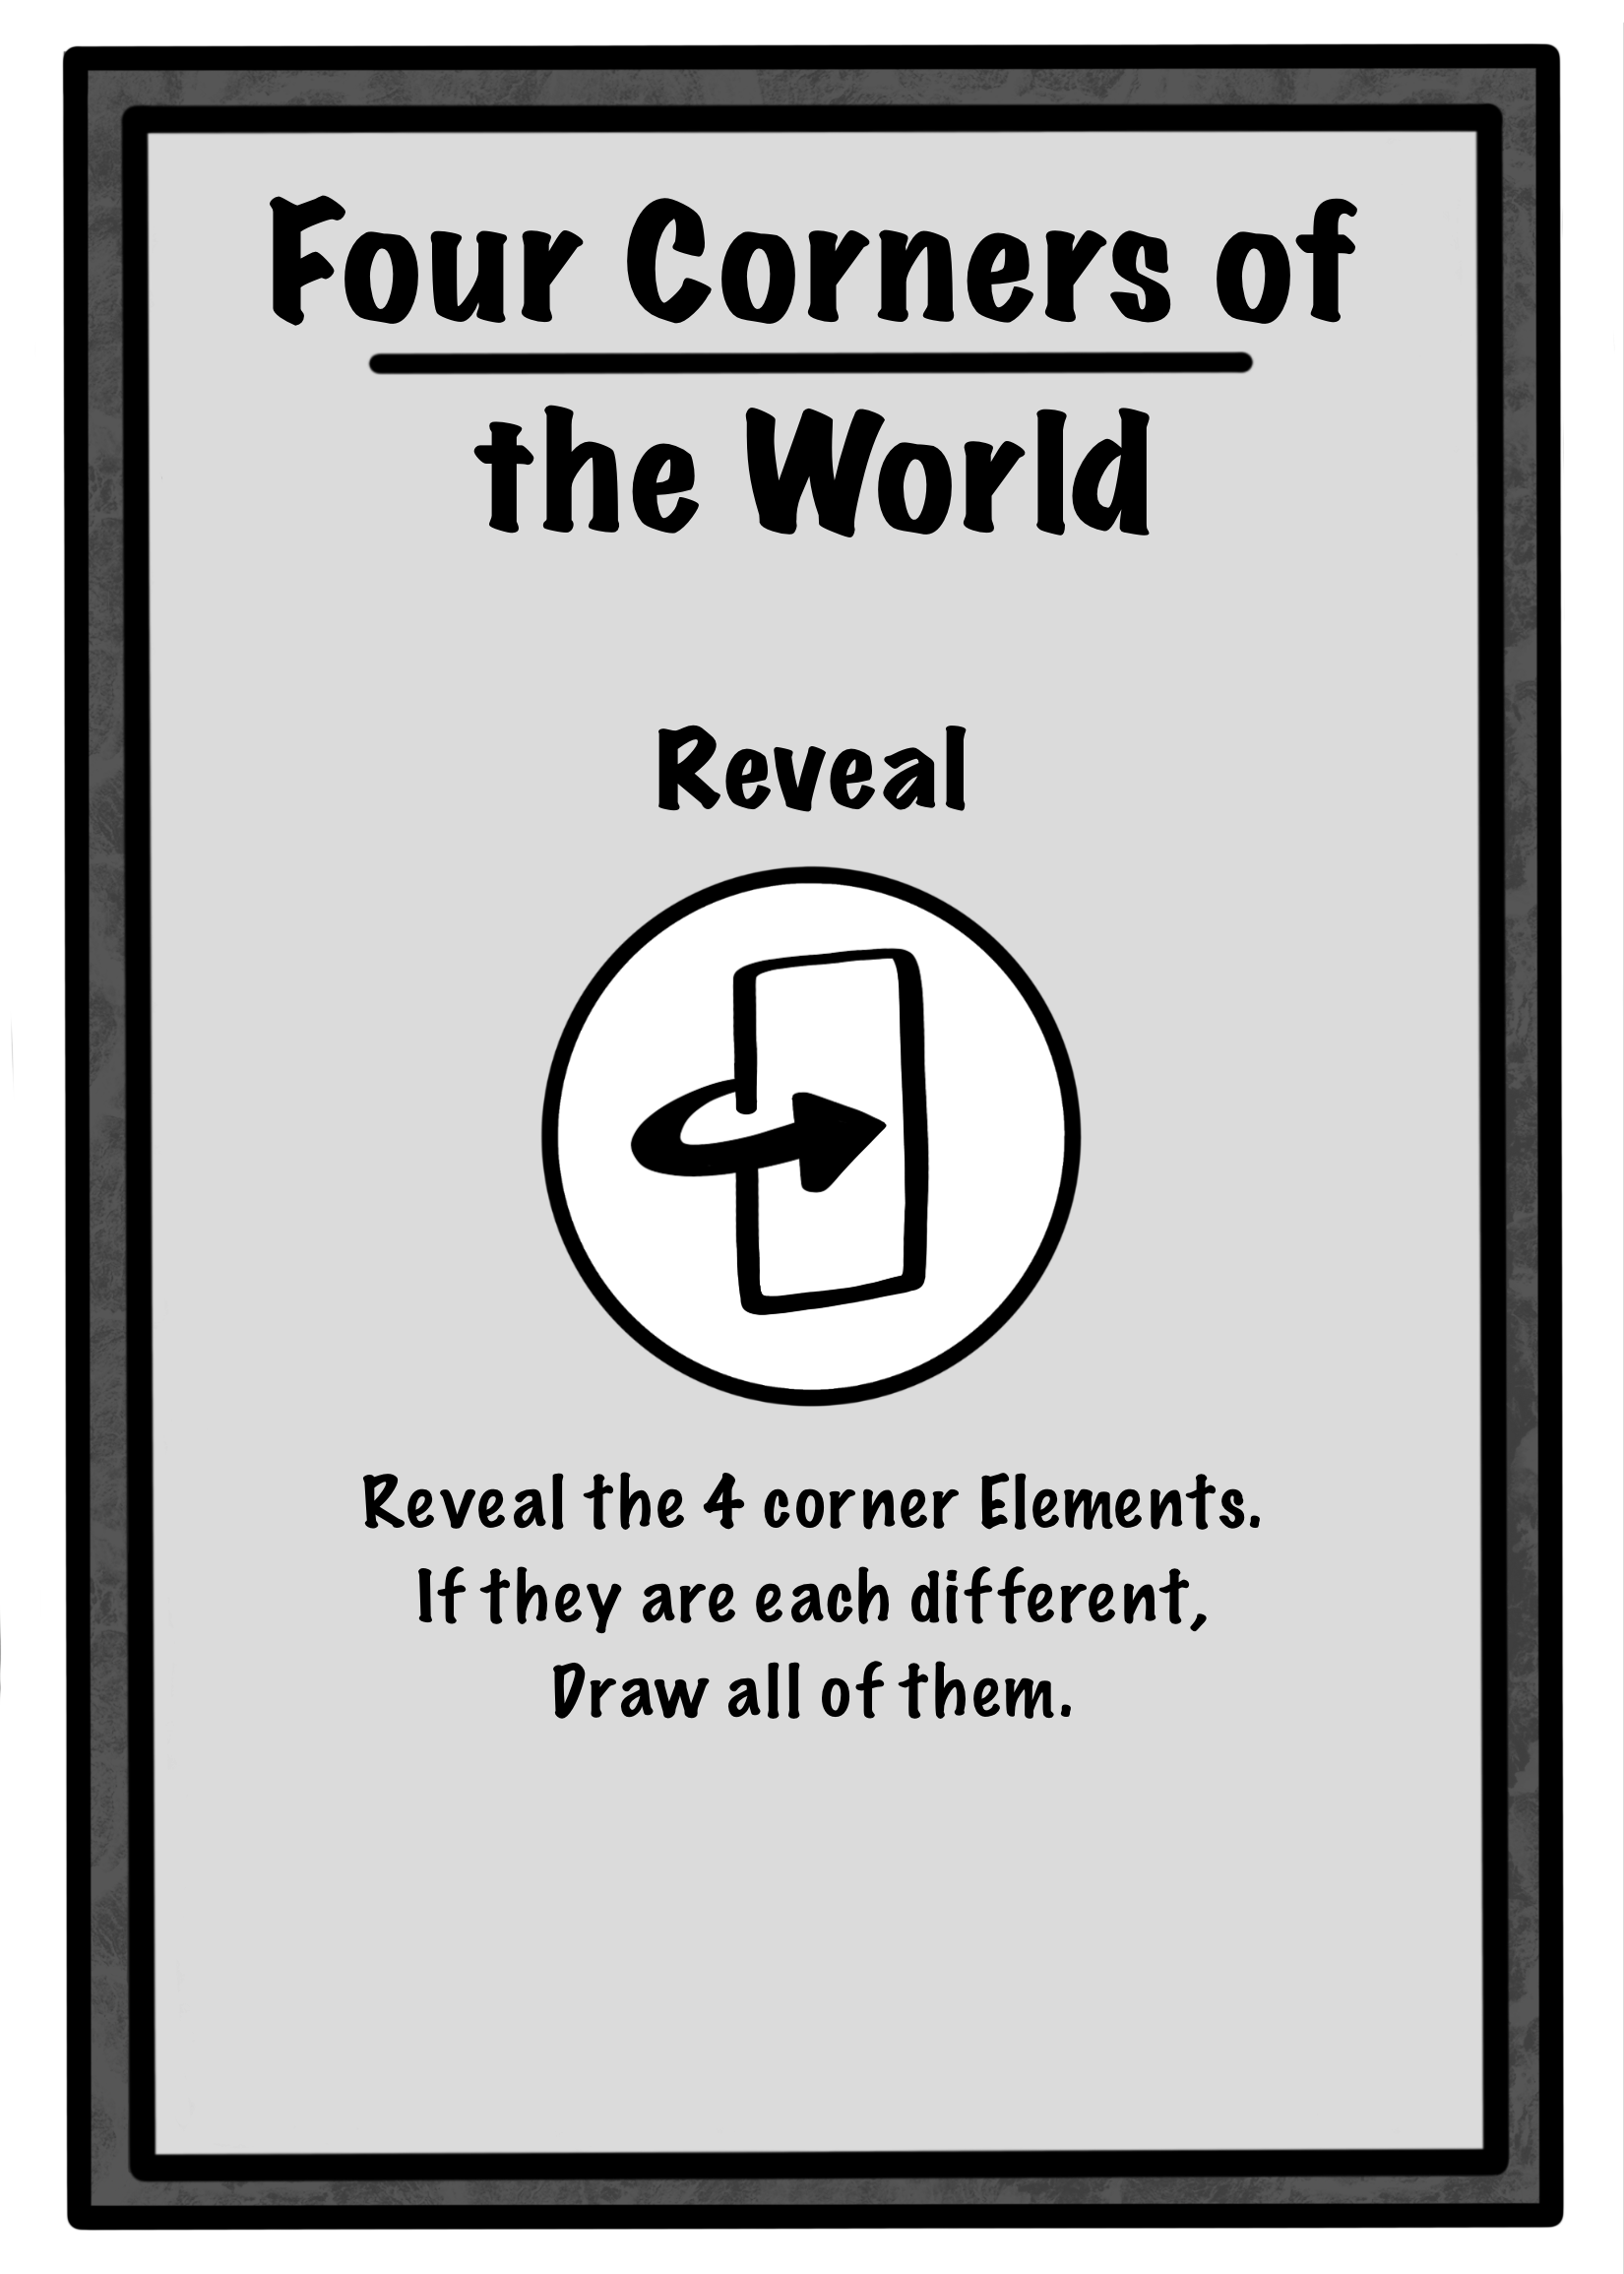 Four Corners of
the World
Reveal
Reveal the 4 corner Elements.
If they are each different,
Draw all of them.